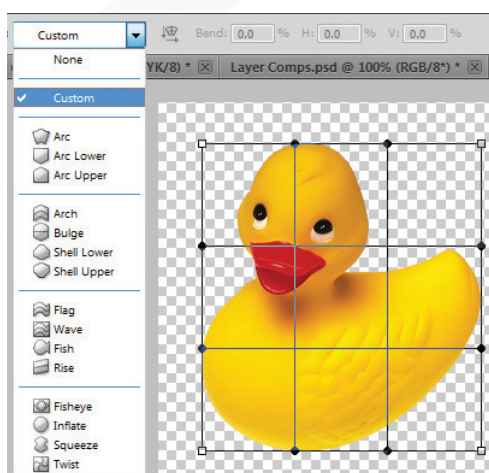 Custom
Bend: 0.0 % H: 0.0 % V: 0.0 %
YK/8) * Layer Comps.psd @ 100% (RGB/8*) *
None
✓ Custom
Arc
Arc Lower
Arc Upper
Arch
Bulge
Shell Lower
Shell Upper
Flag
Wave
Fish
Rise
Fisheye
Inflate
Squeeze
Twist